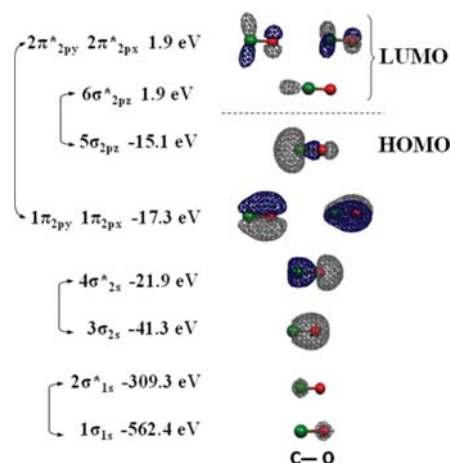 2π*2py 2π*2px 1.9 eV
LUMO
6σ*2pz 1.9 eV
5σ2pz -15.1 eV
HOMO
1π2py 1π2px -17.3 eV
4σ*2s -21.9 eV
3σ2s -41.3 eV
2σ*1s -309.3 eV
1σ1s -562.4 eV
C— O